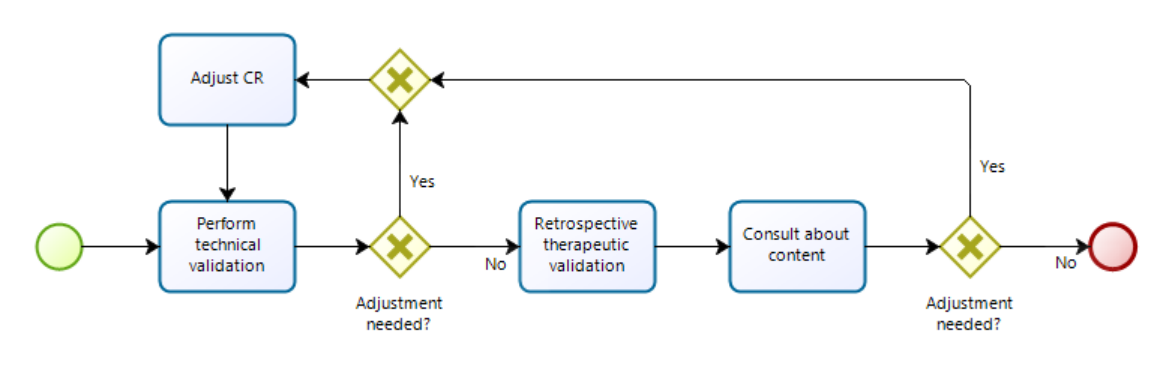 Adjust CR
Yes
Yes
Perform
technical
validation
Retrospective
therapeutic
validation
Consult about
content
No
No
Adjustment
needed?
Adjustment
needed?